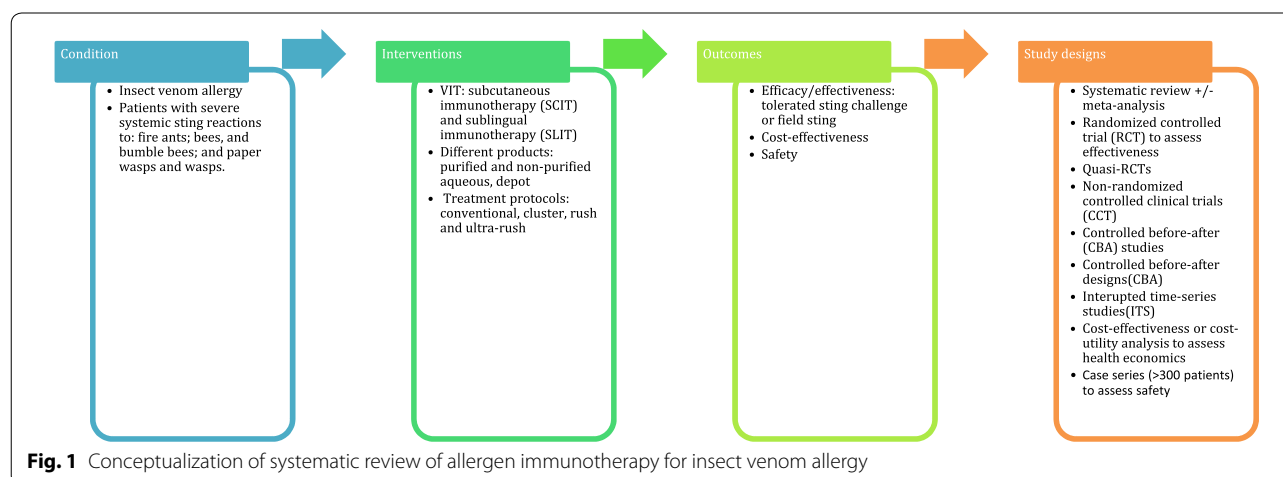 Condition
• Insect venom allergy
• Patients with severe
systemic sting reactions
to: fire ants; bees, and
bumble bees; and paper
wasps and wasps.
Interventions
• VIT: subcutaneous
immunotherapy (SCIT)
and sublingual
immunotherapy (SLIT)
• Different products:
purified and non-purified
aqueous, depot
• Treatment protocols:
conventional, cluster, rush
and ultra-rush
Outcomes
• Efficacy/effectiveness:
tolerated sting challenge
or field sting
• Cost-effectiveness
• Safety
Study designs
• Systematic review +/-
meta-analysis
• Randomized controlled
trial (RCT) to assess
effectiveness
• Quasi-RCTs
• Non-randomized
controlled clinical trials
(CCT)
• Controlled before-after
(CBA) studies
• Controlled before-after
designs(CBA)
• Interupted time-series
studies(ITS)
• Cost-effectiveness or cost-
utility analysis to assess
health economics
• Case series (>300 patients)
to assess safety
Fig. 1 Conceptualization of systematic review of allergen immunotherapy for insect venom allergy